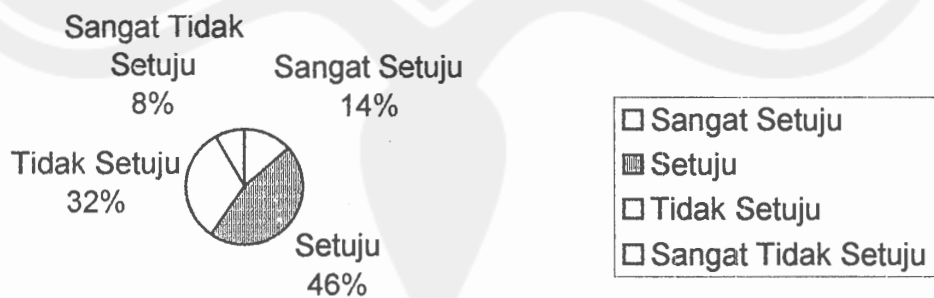 Sangat Tidak
Setuju
8%
Sangat Setuju
14%
Tidak Setuju
32%
Setuju
46%
Sangat Setuju
Setuju
Tidak Setuju
Sangat Tidak Setuju